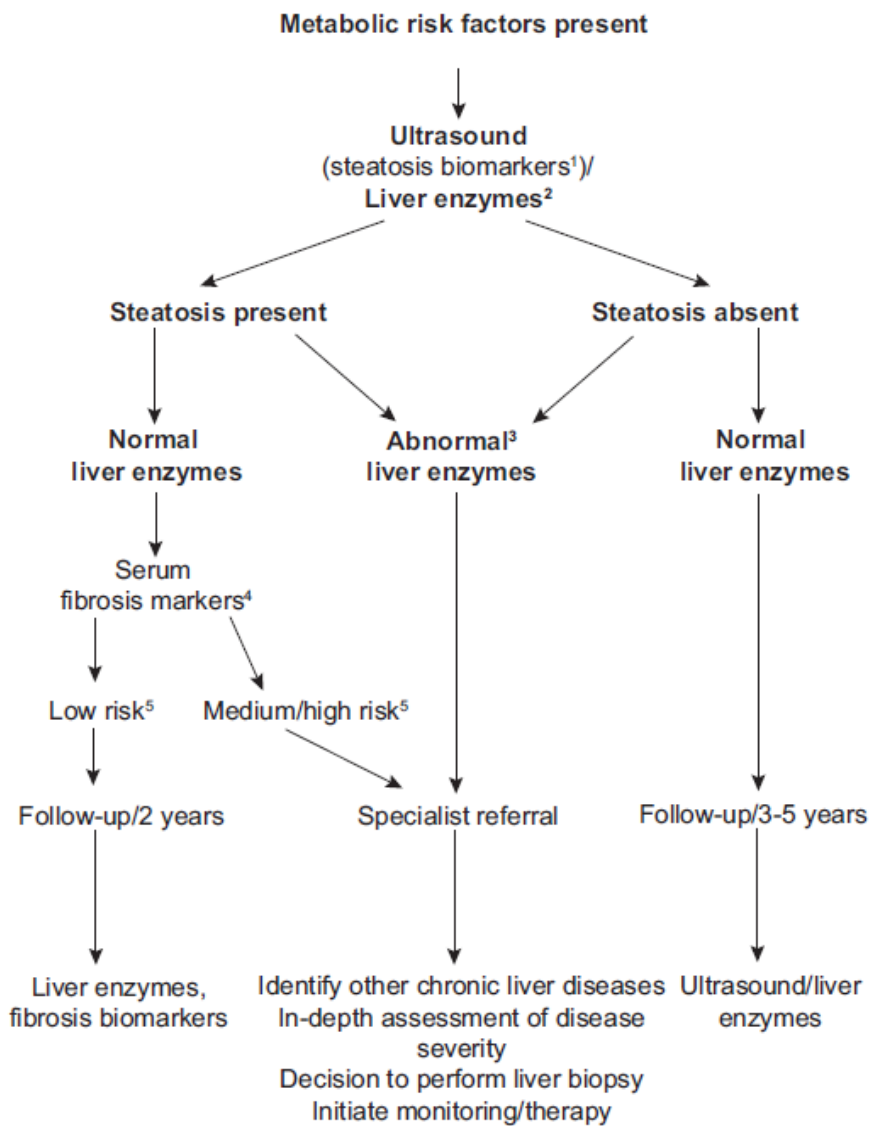 Metabolic risk factors present
Ultrasound
(steatosis biomarkers¹)/
Liver enzymes²
Steatosis present
Steatosis absent
Normal
liver enzymes
Abnormal³
liver enzymes
Normal
liver enzymes
Serum
fibrosis markers⁴
Low risk⁵
Medium/high risk⁵
Follow-up/2 years
Specialist referral
Follow-up/3-5 years
Liver enzymes,
fibrosis biomarkers
Identify other chronic liver diseases
In-depth assessment of disease
severity
Decision to perform liver biopsy
Initiate monitoring/therapy
Ultrasound/liver
enzymes